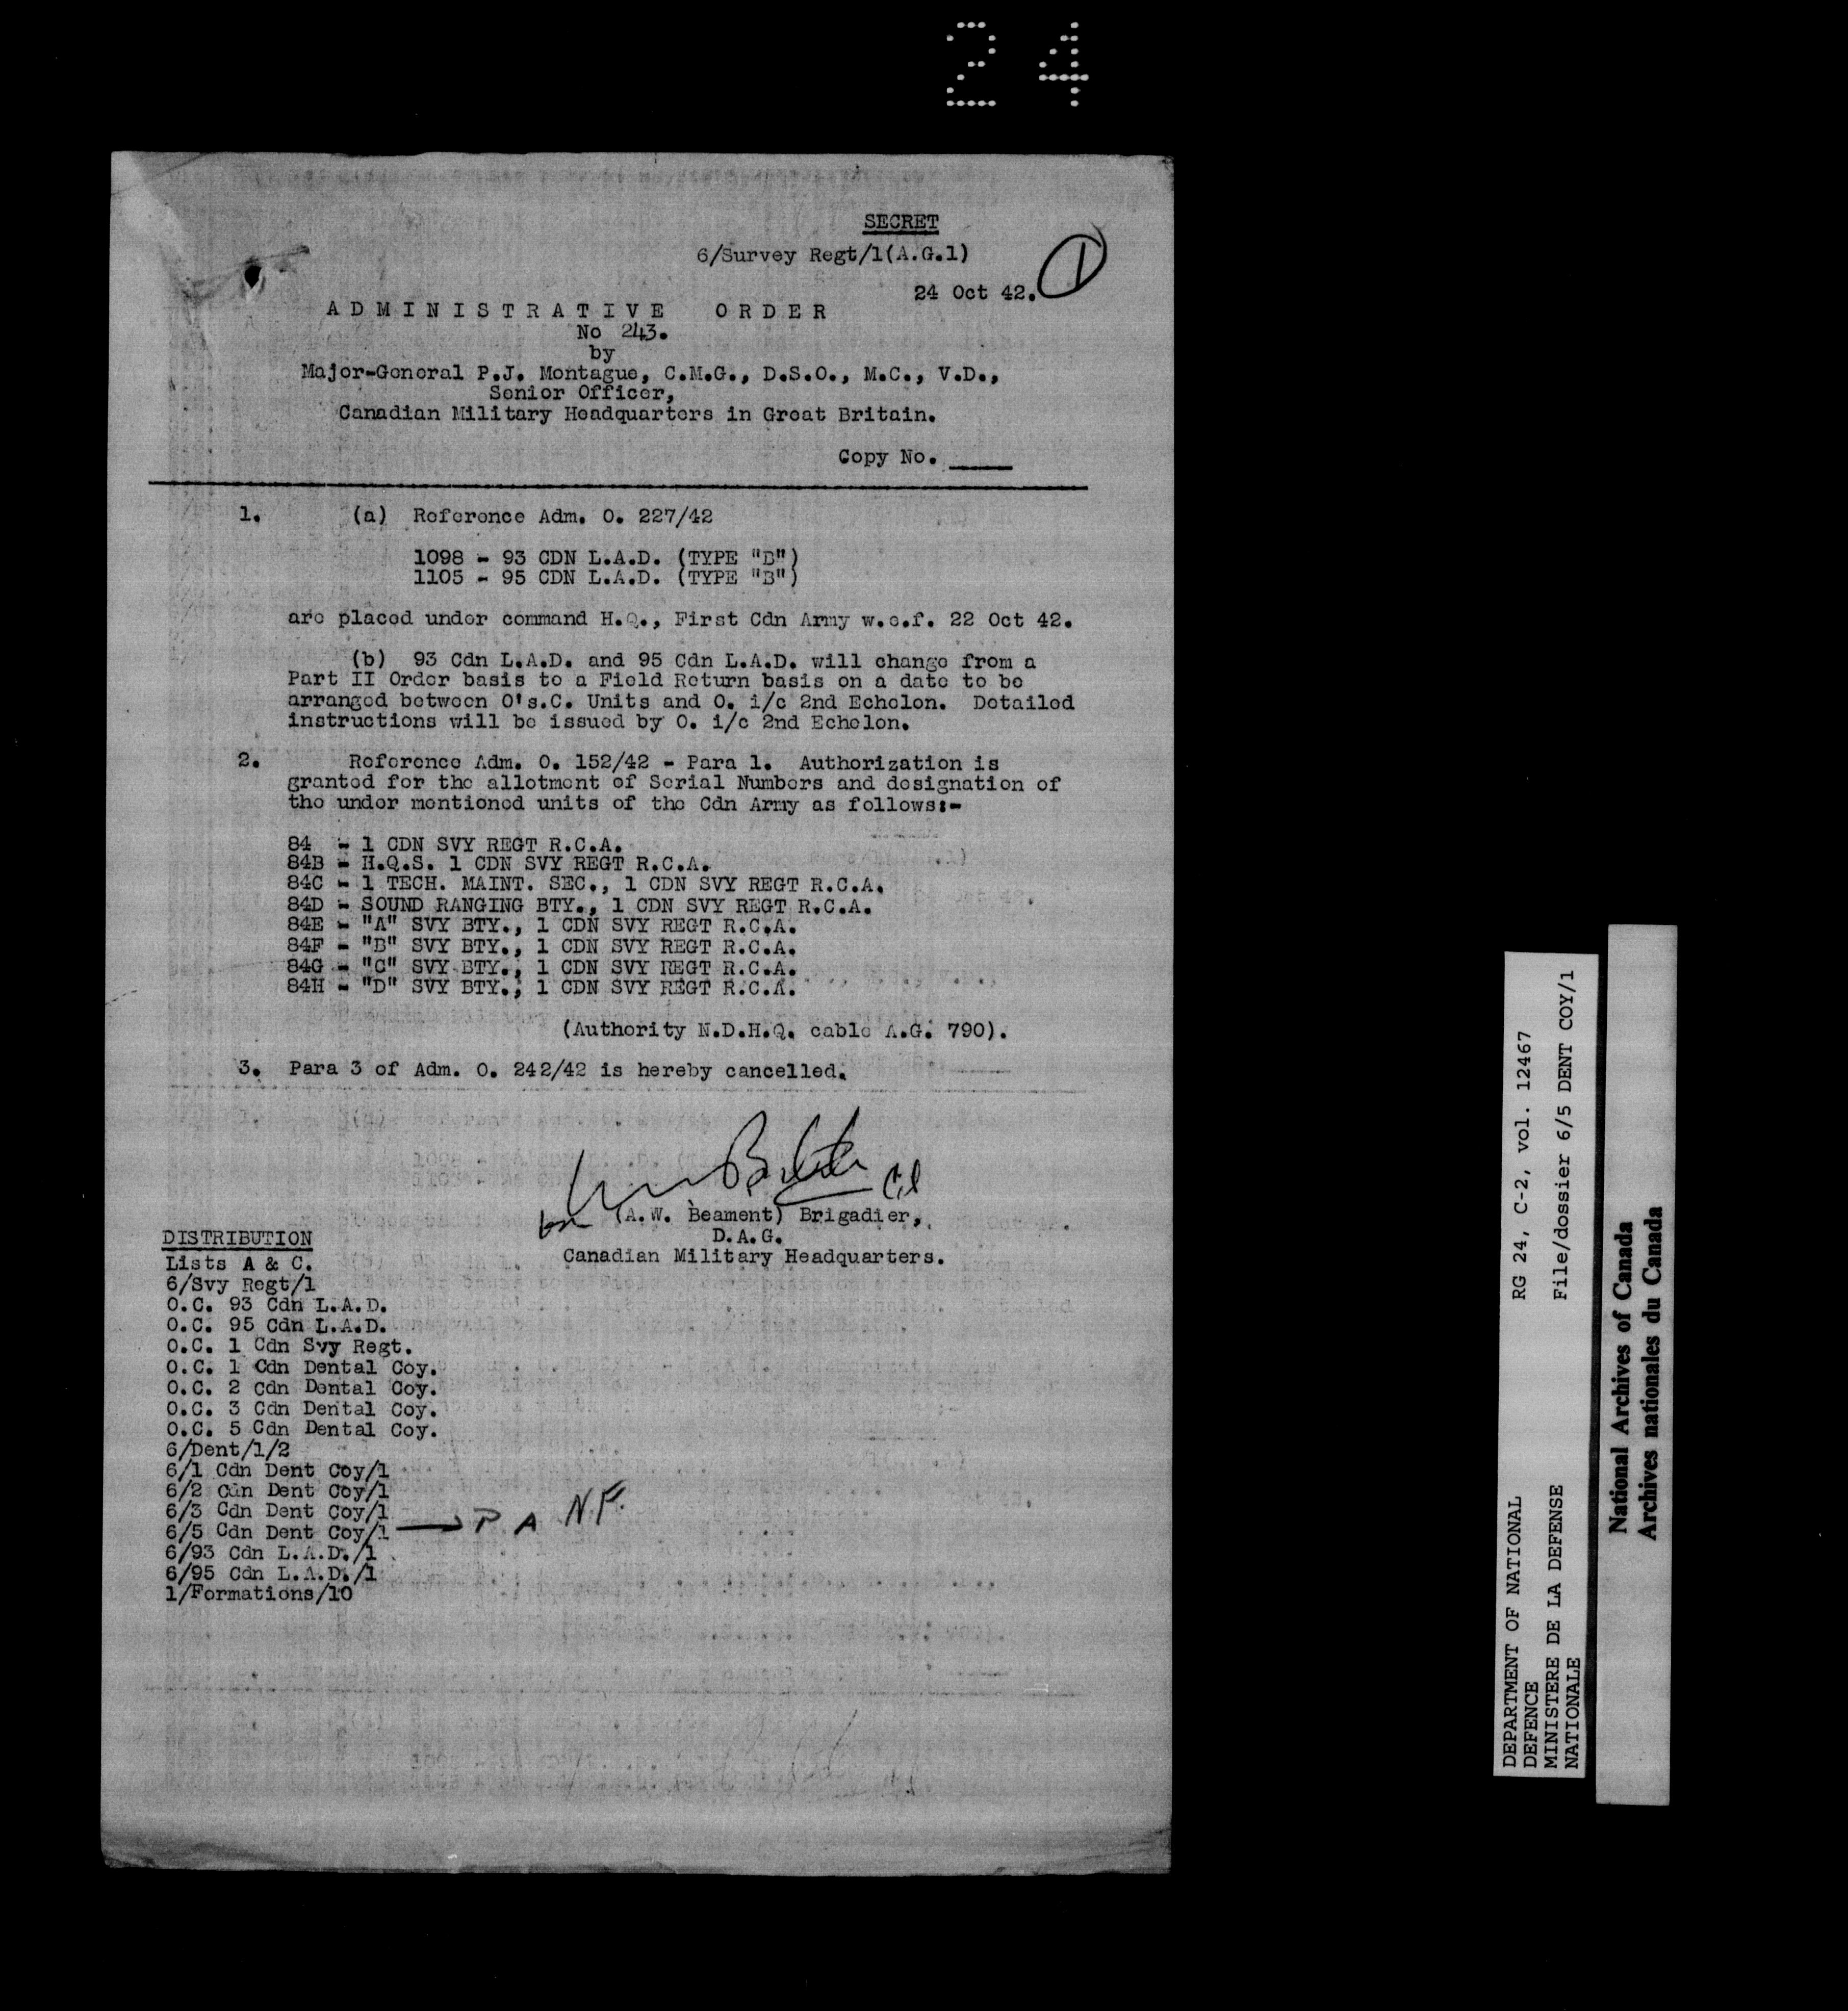 24
SECRET
6/Survey Regt/1(A.G.1)
1
24 Oct 42.
ADMINISTRATIVE ORDER
No 243.
by
Major-General P.J. Montague, C.M.G., D.S.O., M.C., V.D.,
Senior Officer,
Canadian Military Headquarters in Great Britain.
Copy No. _____
1. (a) Reference Adm. O. 227/42
1098 - 93 CDN L.A.D. (TYPE "B")
1105 - 95 CDN L.A.D. (TYPE "B")
are placed under command H.Q., First Cdn Army w.e.f. 22 Oct 42.
(b) 93 Cdn L.A.D. and 95 Cdn L.A.D. will change from a
Part II Order basis to a Field Return basis on a date to be
arranged between O's.C. Units and O. i/c 2nd Echelon. Detailed
instructions will be issued by O. i/c 2nd Echelon.
2. Reference Adm. O. 152/42 - Para 1. Authorization is
granted for the allotment of Serial Numbers and designation of
the under mentioned units of the Cdn Army as follows:-
84 - 1 CDN SVY REGT R.C.A.
84B - H.Q.S. 1 CDN SVY REGT R.C.A.
84C - 1 TECH. MAINT. SEC., 1 CDN SVY REGT R.C.A.
84D - SOUND RANGING BTY., 1 CDN SVY REGT R.C.A.
84E - "A" SVY BTY., 1 CDN SVY REGT R.C.A.
84F - "B" SVY BTY., 1 CDN SVY REGT R.C.A.
84G - "C" SVY BTY., 1 CDN SVY REGT R.C.A.
84H - "D" SVY BTY., 1 CDN SVY REGT R.C.A.
(Authority N.D.H.Q. cable A.G. 790).
3. Para 3 of Adm. O. 242/42 is hereby cancelled.
Col
for (A.W. Beament) Brigadier,
D.A.G.
Canadian Military Headquarters.
DISTRIBUTION
Lists A & C.
6/Svy Regt/1
O.C. 93 Cdn L.A.D.
O.C. 95 Cdn L.A.D.
O.C. 1 Cdn Svy Regt.
O.C. 1 Cdn Dental Coy.
O.C. 2 Cdn Dental Coy.
O.C. 3 Cdn Dental Coy.
O.C. 5 Cdn Dental Coy.
6/Dent/1/2
6/1 Cdn Dent Coy/1
6/2 Cdn Dent Coy/1
6/3 Cdn Dent Coy/1
6/5 Cdn Dent Coy/1 → P A N.F.
6/93 Cdn L.A.D./1
6/95 Cdn L.A.D./1
1/Formations/10
DEPARTMENT OF NATIONAL RG 24, C-2, vol. 12467
DEFENCE
MINISTERE DE LA DEFENSE File/dossier 6/5 DENT COY/1
NATIONALE
National Archives of Canada
Archives nationales du Canada